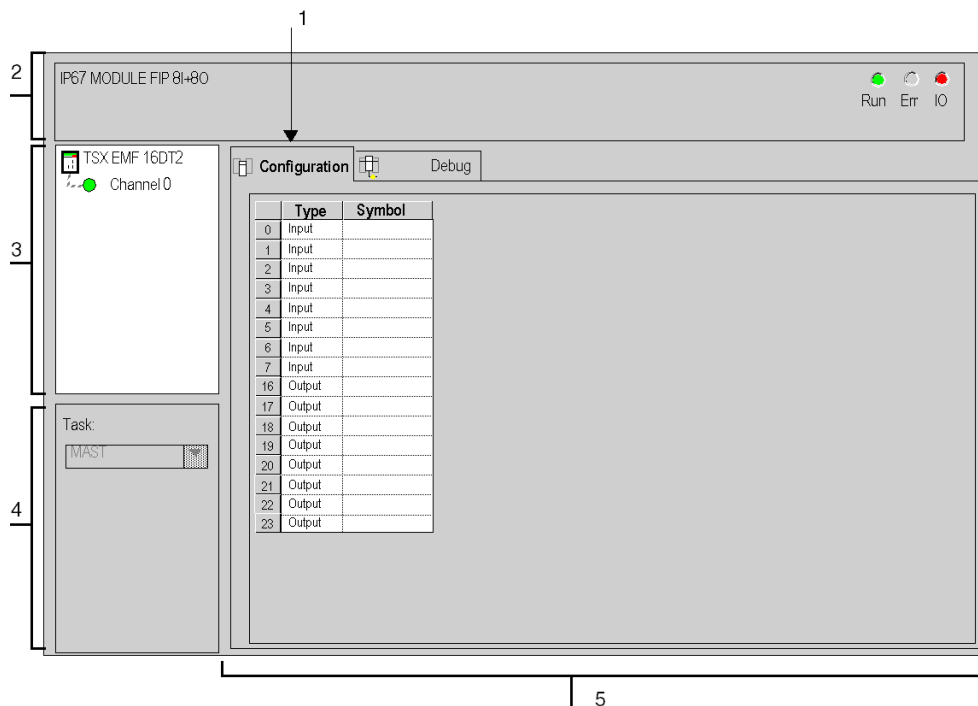 1
2
IP67 MODULE FIP 8I+8O
Run Err IO
3
TSX EMF 16DT2
Channel 0
Configuration
Debug
Type Symbol
0 Input
1 Input
2 Input
3 Input
4 Input
5 Input
6 Input
7 Input
16 Output
17 Output
18 Output
19 Output
20 Output
21 Output
22 Output
23 Output
4
Task:
MAST
5